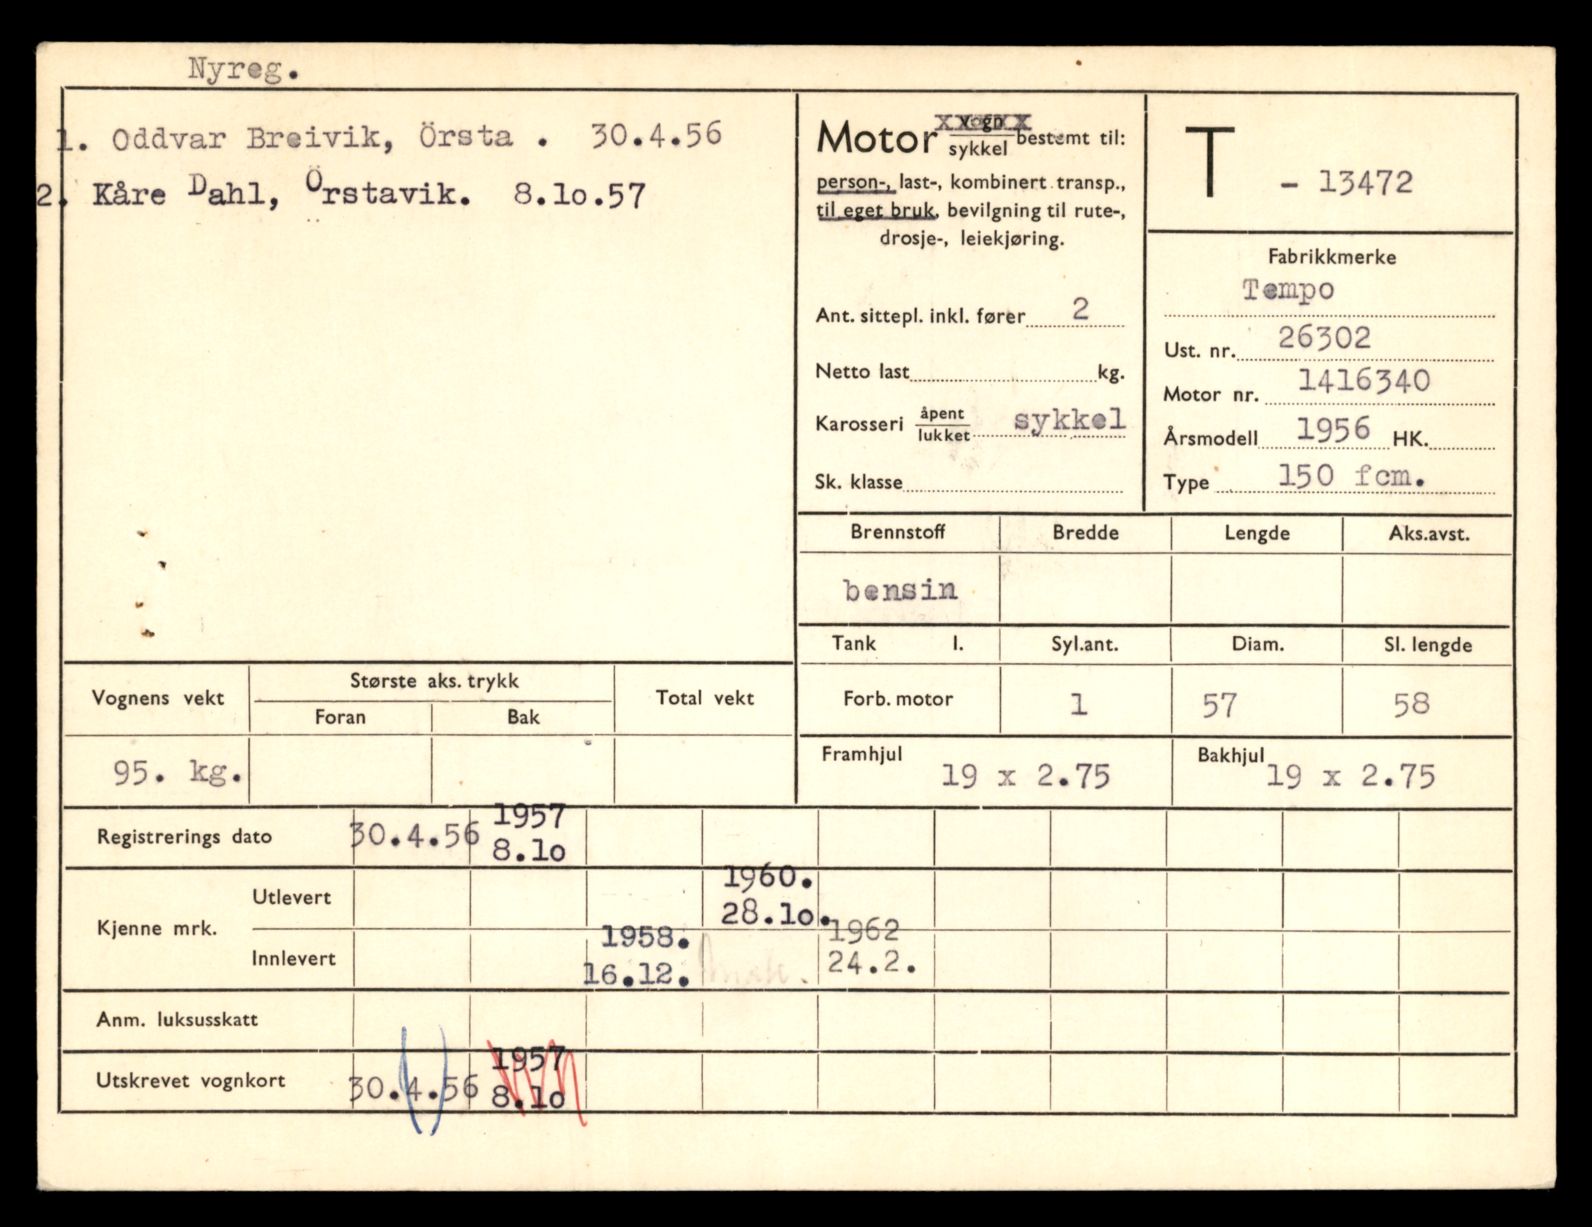 Nyreg.
1. Oddvar Breivik, Örsta . 30.4.56
2. Kåre Dahl, Örstavik. 8.lo.57
Motor vogn
sykkel bestemt til:
person-, last-, kombinert transp.,
til eget bruk, bevilgning til rute-,
drosje-, leiekjøring.
Ant. sittepl. inkl. fører 2
Netto last kg.
Karosseri åpent
lukket sykkel
Sk. klasse
T - 13472
Fabrikkmerke
Tempo
Ust. nr. 26302
Motor nr. 1416340
Årsmodell 1956 HK.
Type 150 fcm.
Brennstoff Bredde Lengde Aks.avst.
bensin
Tank l. Syl.ant. Diam. Sl. lengde
Forb. motor 1 57 58
Framhjul 19 x 2.75 Bakhjul 19 x 2.75
Vognens vekt Største aks. trykk Total vekt
Foran Bak
95. kg.
Registrerings dato 30.4.56 1957
8.lo
Kjenne mrk.
Utlevert 1960.
28.lo.
Innlevert 1958. 1962
16.12. 24.2.
Anm. luksusskatt
Utskrevet vognkort 30.4.56 1957
8.lo